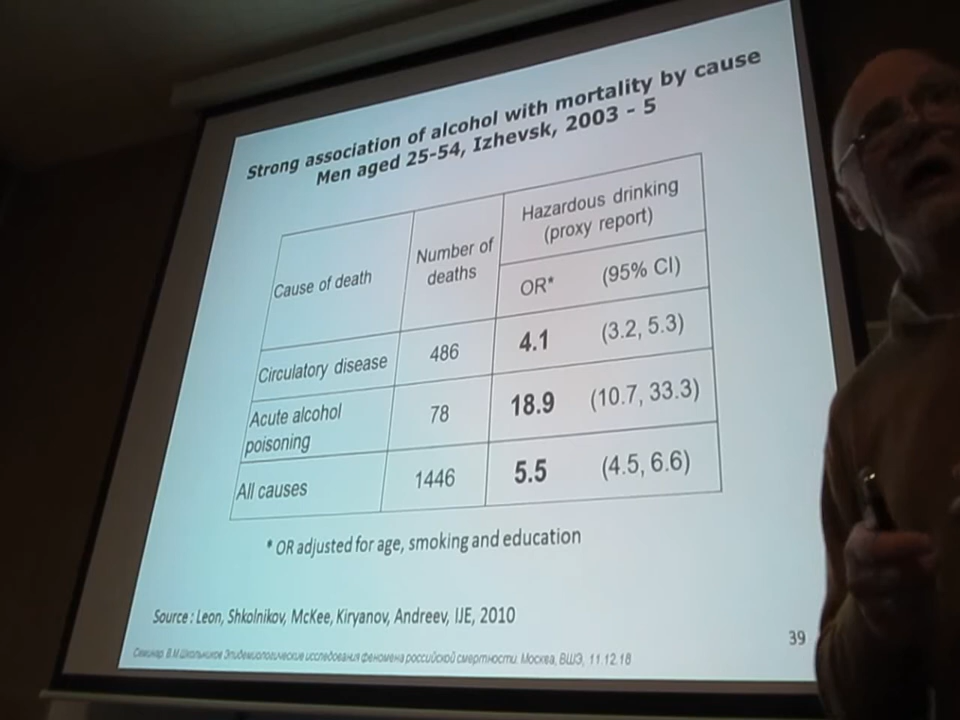 Strong association of alcohol with mortality by cause
Men aged 25-54, Izhevsk, 2003 - 5
Cause of death
Number of
deaths
Hazardous drinking
(proxy report)
OR* (95% CI)
Circulatory disease 486 4.1 (3.2, 5.3)
Acute alcohol
poisoning
78 18.9 (10.7, 33.3)
All causes 1446 5.5 (4.5, 6.6)
* OR adjusted for age, smoking and education
Source : Leon, Shkolnikov, McKee, Kiryanov, Andreev, IJE, 2010
39
Семинар В.М.Школьников Эпидемиологические исследования феномена российской смертности. Москва, ВШЭ, 11.12.18